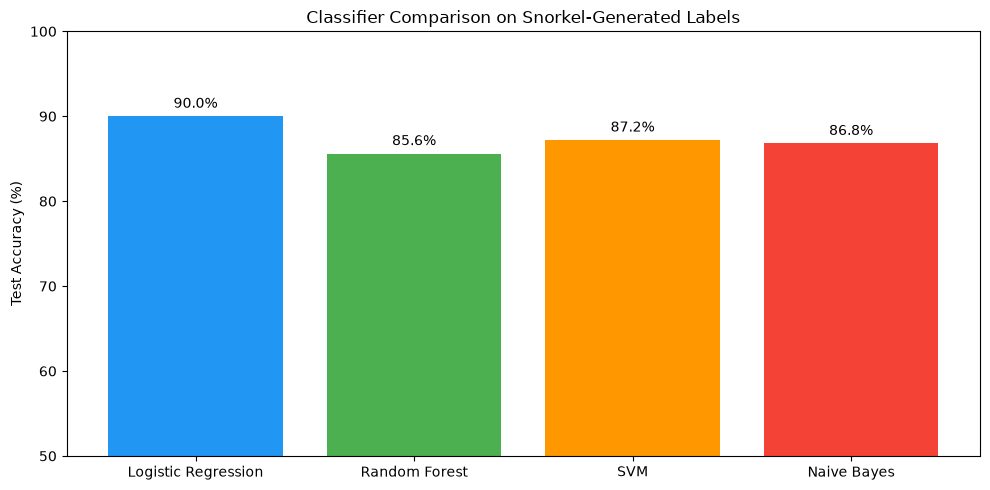 Classifier Comparison on Snorkel-Generated Labels
Test Accuracy (%)
100
90
80
70
60
50
90.0%
85.6%
87.2%
86.8%
Logistic Regression
Random Forest
SVM
Naive Bayes